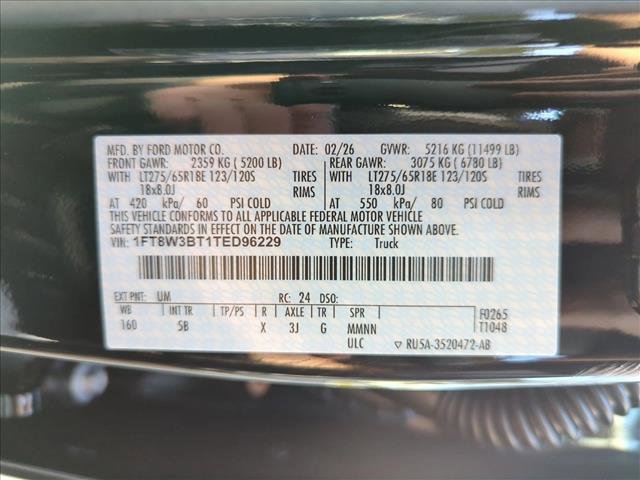 MFD. BY FORD MOTOR CO. DATE: 02/26 GVWR: 5216 KG (11499 LB)
FRONT GAWR: 2359 KG ( 5200 LB) REAR GAWR: 3075 KG ( 6780 LB)
WITH LT275/65R18E 123/120S TIRES WITH LT275/65R18E 123/120S TIRES
18x8.0J RIMS 18x8.0J RIMS
AT 420 kPa/ 60 PSI COLD AT 550 kPa/ 80 PSI COLD
THIS VEHICLE CONFORMS TO ALL APPLICABLE FEDERAL MOTOR VEHICLE
SAFETY STANDARDS IN EFFECT ON THE DATE OF MANUFACTURE SHOWN ABOVE.
VIN: 1FT8W3BT1TED96229 TYPE: Truck
EXT PNT: UM RC: 24 DSO:
WB INT TR TP/PS R AXLE TR SPR F0265
160 5B X 3J G MMNN T1048
ULC ▽ RU5A-3520472-AB